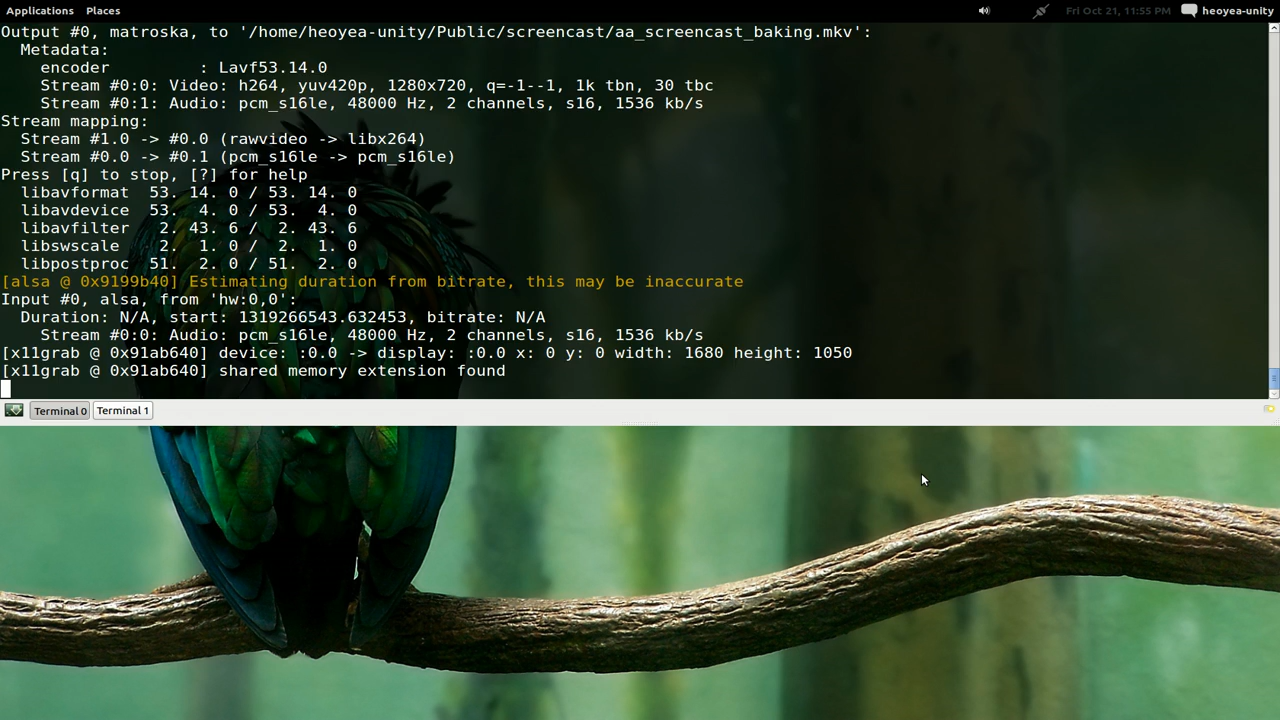 Applications Places Fri Oct 21, 11:55 PM heoyea-unity
Output #0, matroska, to '/home/heoyea-unity/Public/screencast/aa_screencast_baking.mkv':
  Metadata:
    encoder         : Lavf53.14.0
    Stream #0:0: Video: h264, yuv420p, 1280x720, q=-1--1, 1k tbn, 30 tbc
    Stream #0:1: Audio: pcm_s16le, 48000 Hz, 2 channels, s16, 1536 kb/s
Stream mapping:
  Stream #1.0 -> #0.0 (rawvideo -> libx264)
  Stream #0.0 -> #0.1 (pcm_s16le -> pcm_s16le)
Press [q] to stop, [?] for help
  libavformat  53. 14. 0 / 53. 14. 0
  libavdevice  53.  4. 0 / 53.  4. 0
  libavfilter   2. 43. 6 /  2. 43. 6
  libswscale    2.  1. 0 /  2.  1. 0
  libpostproc  51.  2. 0 / 51.  2. 0
[alsa @ 0x9199b40] Estimating duration from bitrate, this may be inaccurate
Input #0, alsa, from 'hw:0,0':
  Duration: N/A, start: 1319266543.632453, bitrate: N/A
    Stream #0:0: Audio: pcm_s16le, 48000 Hz, 2 channels, s16, 1536 kb/s
[x11grab @ 0x91ab640] device: :0.0 -> display: :0.0 x: 0 y: 0 width: 1680 height: 1050
[x11grab @ 0x91ab640] shared memory extension found
Terminal 0 Terminal 1